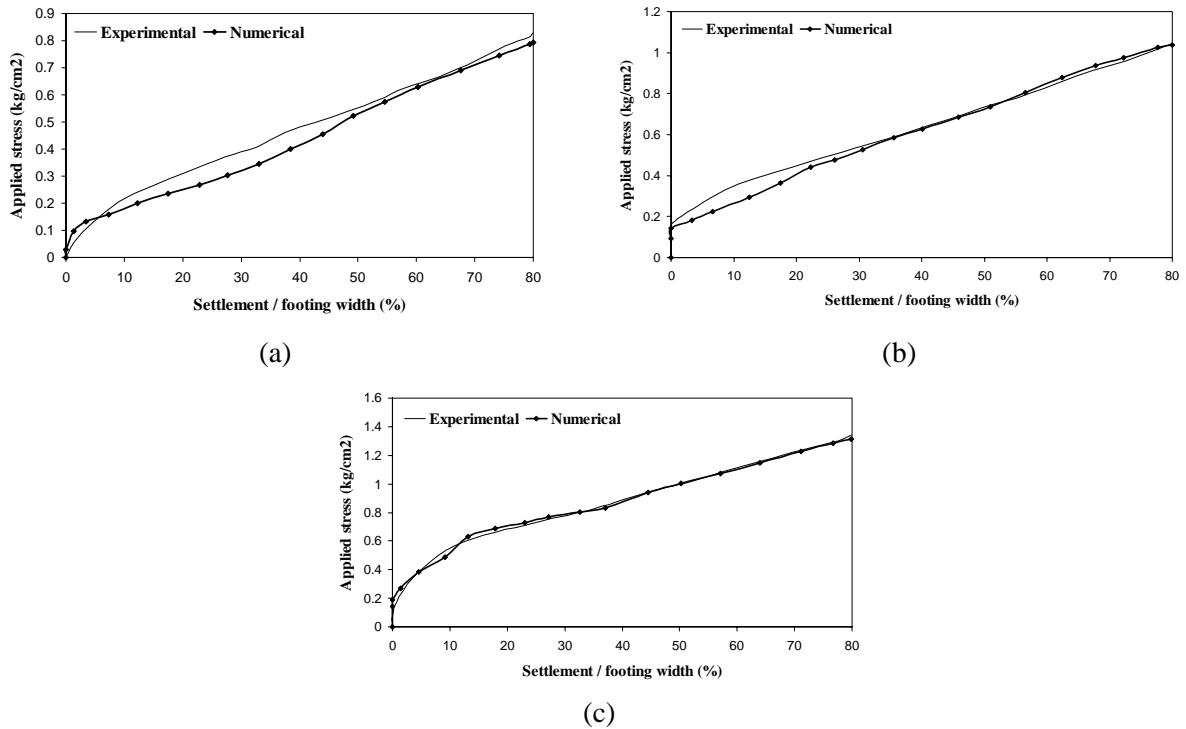 Experimental Numerical
Applied stress (kg/cm2)
0.9
0.8
0.7
0.6
0.5
0.4
0.3
0.2
0.1
0
0 10 20 30 40 50 60 70 80
Settlement / footing width (%)
(a)
Experimental Numerical
Applied stress (kg/cm2)
1.2
1
0.8
0.6
0.4
0.2
0
0 10 20 30 40 50 60 70 80
Settlement / footing width (%)
(b)
Experimental Numerical
Applied stress (kg/cm2)
1.6
1.4
1.2
1
0.8
0.6
0.4
0.2
0
0 10 20 30 40 50 60 70 80
Settlement / footing width (%)
(c)